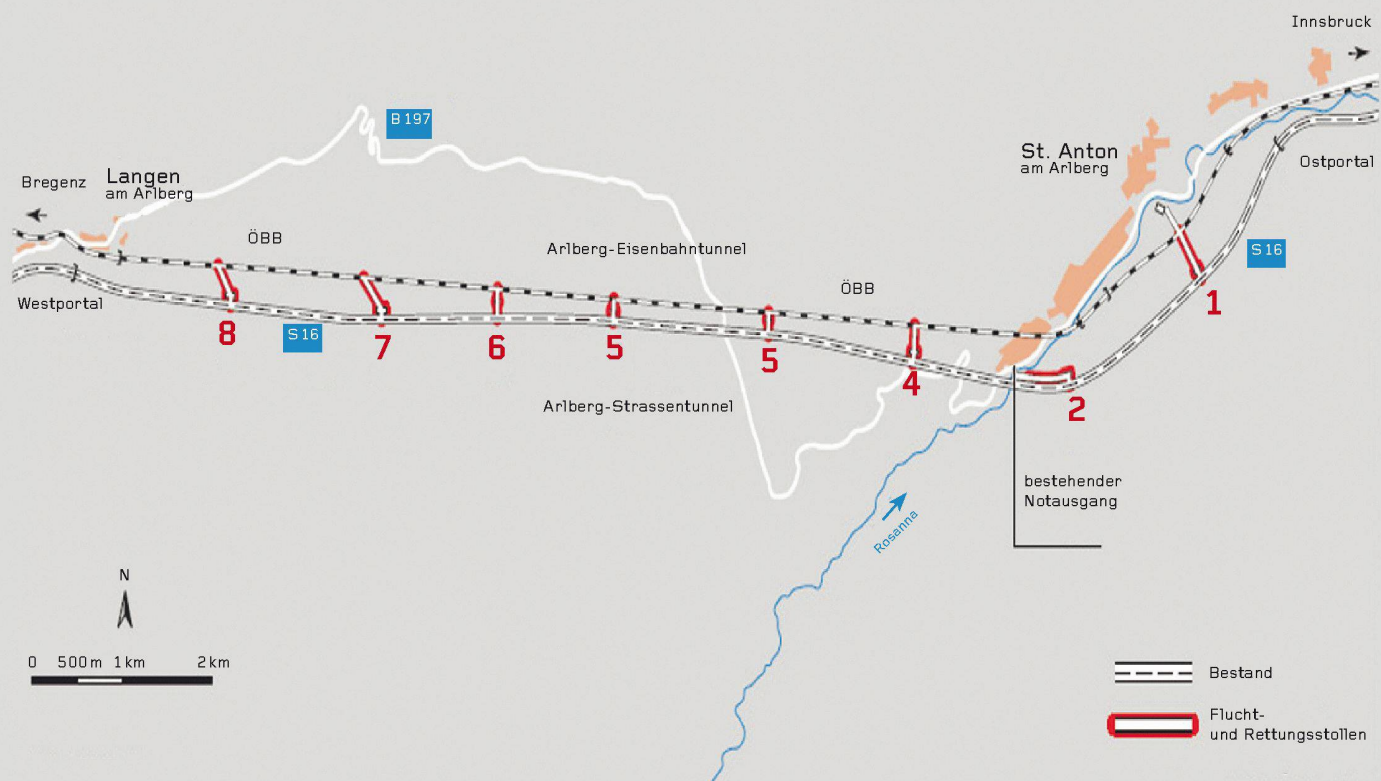 Innsbruck
B 197
St. Anton
am Arlberg
Ostportal
Bregenz
Langen
am Arlberg
ÖBB
Arlberg-Eisenbahntunnel
S 16
ÖBB
Westportal
1
8
S 16
7
6
5
5
4
2
Arlberg-Strassentunnel
bestehender
Notausgang
Rosanna
N
0 500 m 1 km 2 km
Bestand
Flucht-
und Rettungsstollen